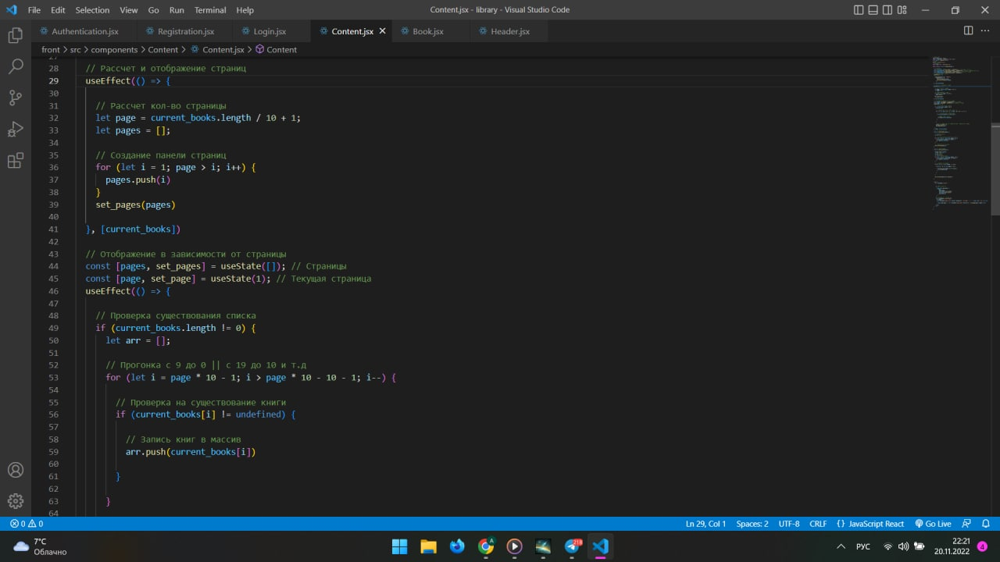 File Edit Selection View Go Run Terminal Help Content.jsx - library - Visual Studio Code
Authentication.jsx Registration.jsx Login.jsx Content.jsx Book.jsx Header.jsx
front > src > components > Content > Content.jsx > Content
27
28 // Рассчет и отображение страниц
29 useEffect(() => {
30
31 // Рассчет кол-во страницы
32 let page = current_books.length / 10 + 1;
33 let pages = [];
34
35 // Создание панели страниц
36 for (let i = 1; page > i; i++) {
37 pages.push(i)
38 }
39 set_pages(pages)
40
41 }, [current_books])
42
43 // Отображение в зависимости от страницы
44 const [pages, set_pages] = useState([]); // Страницы
45 const [page, set_page] = useState(1); // Текущая страница
46 useEffect(() => {
47
48 // Проверка существования списка
49 if (current_books.length != 0) {
50 let arr = [];
51
52 // Прогонка с 9 до 0 || с 19 до 10 и т.д
53 for (let i = page * 10 - 1; i > page * 10 - 10 - 1; i--) {
54
55 // Проверка на существование книги
56 if (current_books[i] != undefined) {
57
58 // Запись книг в массив
59 arr.push(current_books[i])
60
61 }
62
63 }
64
0 0 Ln 29, Col 1 Spaces: 2 UTF-8 CRLF {} JavaScript React Go Live
7°C
Облачно
A
218
РУС
22:21
20.11.2022
4